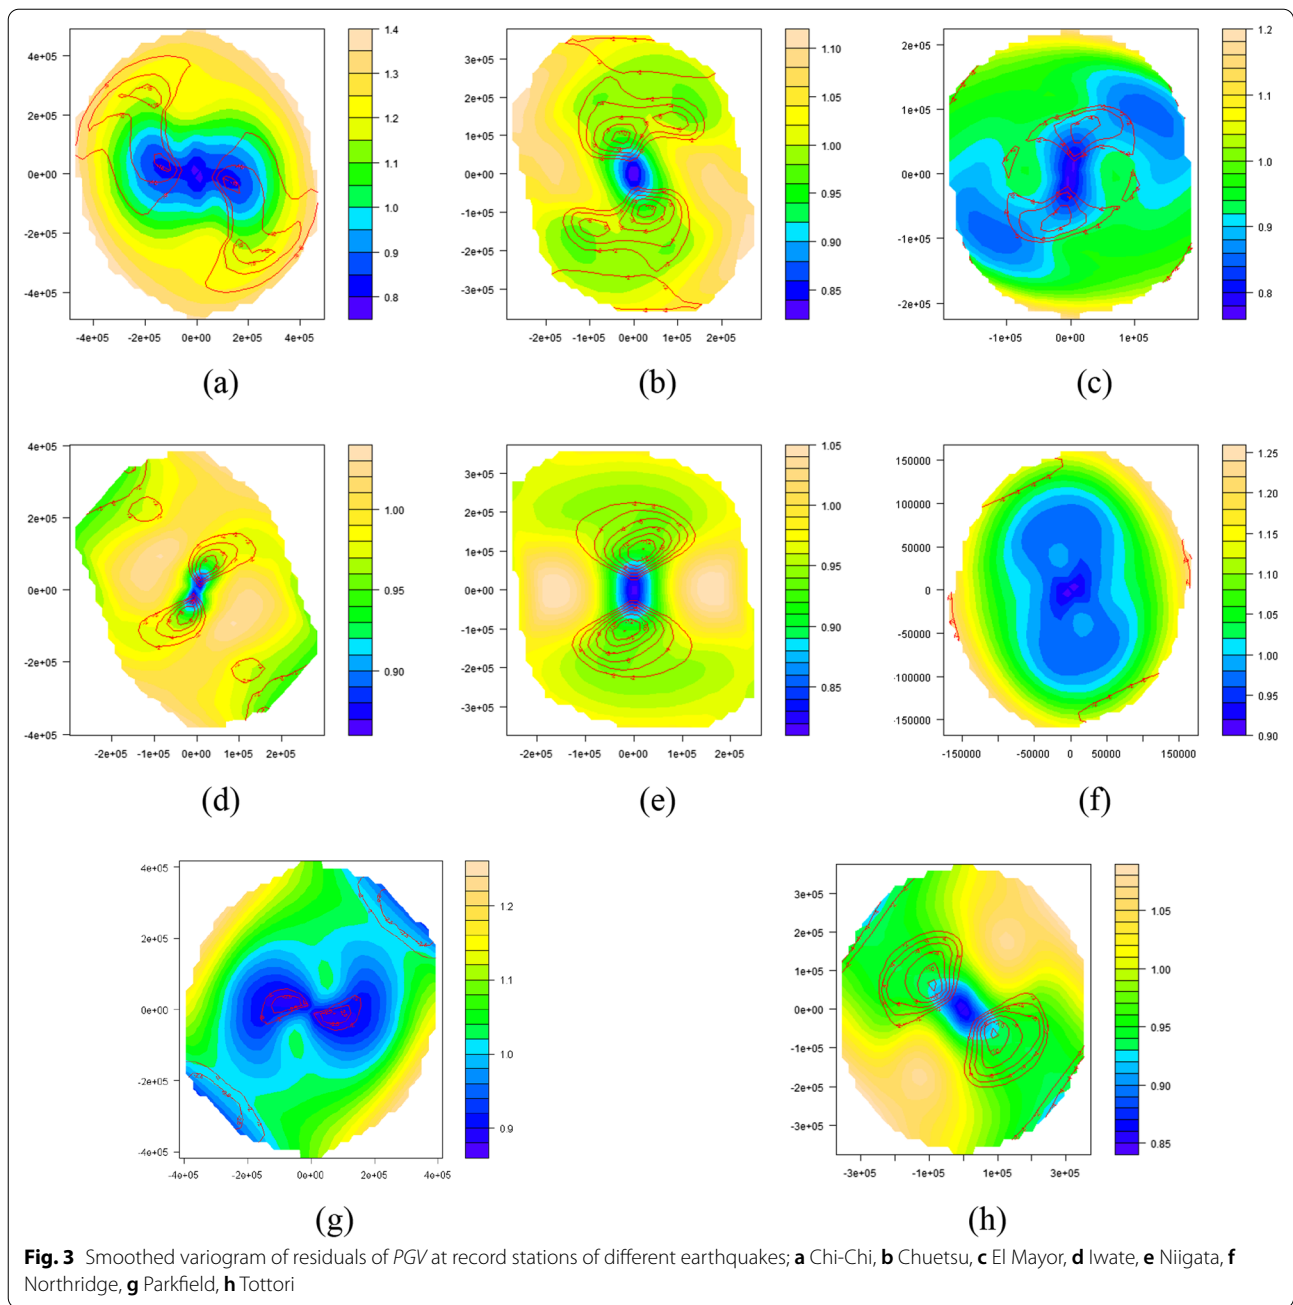 4e+05
2e+05
0e+00
-2e+05
-4e+05
-4e+05 -2e+05 0e+00 2e+05 4e+05
1.4
1.3
1.2
1.1
1.0
0.9
0.8
(a)
3e+05
2e+05
1e+05
0e+00
-1e+05
-2e+05
-3e+05
-2e+05 -1e+05 0e+00 1e+05 2e+05
1.10
1.05
1.00
0.95
0.90
0.85
(b)
2e+05
1e+05
0e+00
-1e+05
-2e+05
-1e+05 0e+00 1e+05
1.2
1.1
1.0
0.9
0.8
(c)
4e+05
2e+05
0e+00
-2e+05
-4e+05
-2e+05 -1e+05 0e+00 1e+05 2e+05
1.00
0.95
0.90
(d)
3e+05
2e+05
1e+05
0e+00
-1e+05
-2e+05
-3e+05
-2e+05 -1e+05 0e+00 1e+05 2e+05
1.05
1.00
0.95
0.90
0.85
(e)
150000
100000
50000
0
-50000
-100000
-150000
-150000 -50000 0 50000 150000
1.25
1.20
1.15
1.10
1.05
1.00
0.95
0.90
(f)
4e+05
2e+05
0e+00
-2e+05
-4e+05
-4e+05 -2e+05 0e+00 2e+05 4e+05
1.2
1.1
1.0
0.9
(g)
3e+05
2e+05
1e+05
0e+00
-1e+05
-2e+05
-3e+05
-3e+05 -1e+05 1e+05 3e+05
1.05
1.00
0.95
0.90
0.85
(h)
Fig. 3 Smoothed variogram of residuals of PGV at record stations of different earthquakes; a Chi-Chi, b Chuetsu, c El Mayor, d Iwate, e Niigata, f
Northridge, g Parkfield, h Tottori